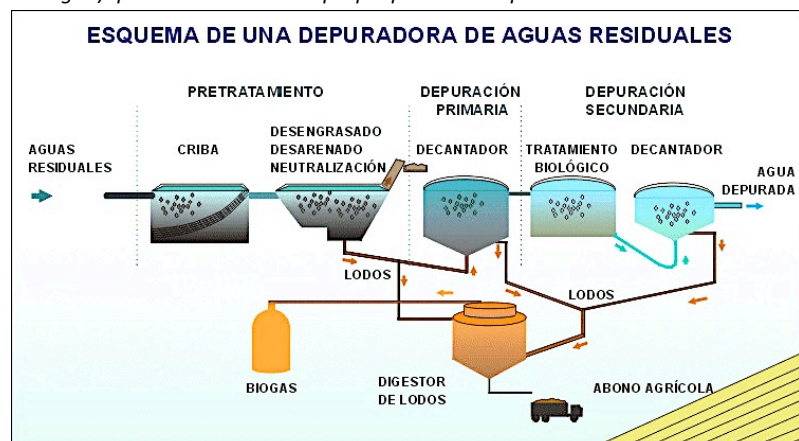 ESQUEMA DE UNA DEPURADORA DE AGUAS RESIDUALES
PRETRATAMIENTO
DEPURACIÓN
PRIMARIA
DEPURACIÓN
SECUNDARIA
AGUAS
RESIDUALES
CRIBA
DESENGRASADO
DESARENADO
NEUTRALIZACIÓN
DECANTADOR
TRATAMIENTO
BIOLÓGICO
DECANTADOR
AGUA
DEPURADA
LODOS
LODOS
BIOGAS
DIGESTOR
DE LODOS
ABONO AGRÍCOLA